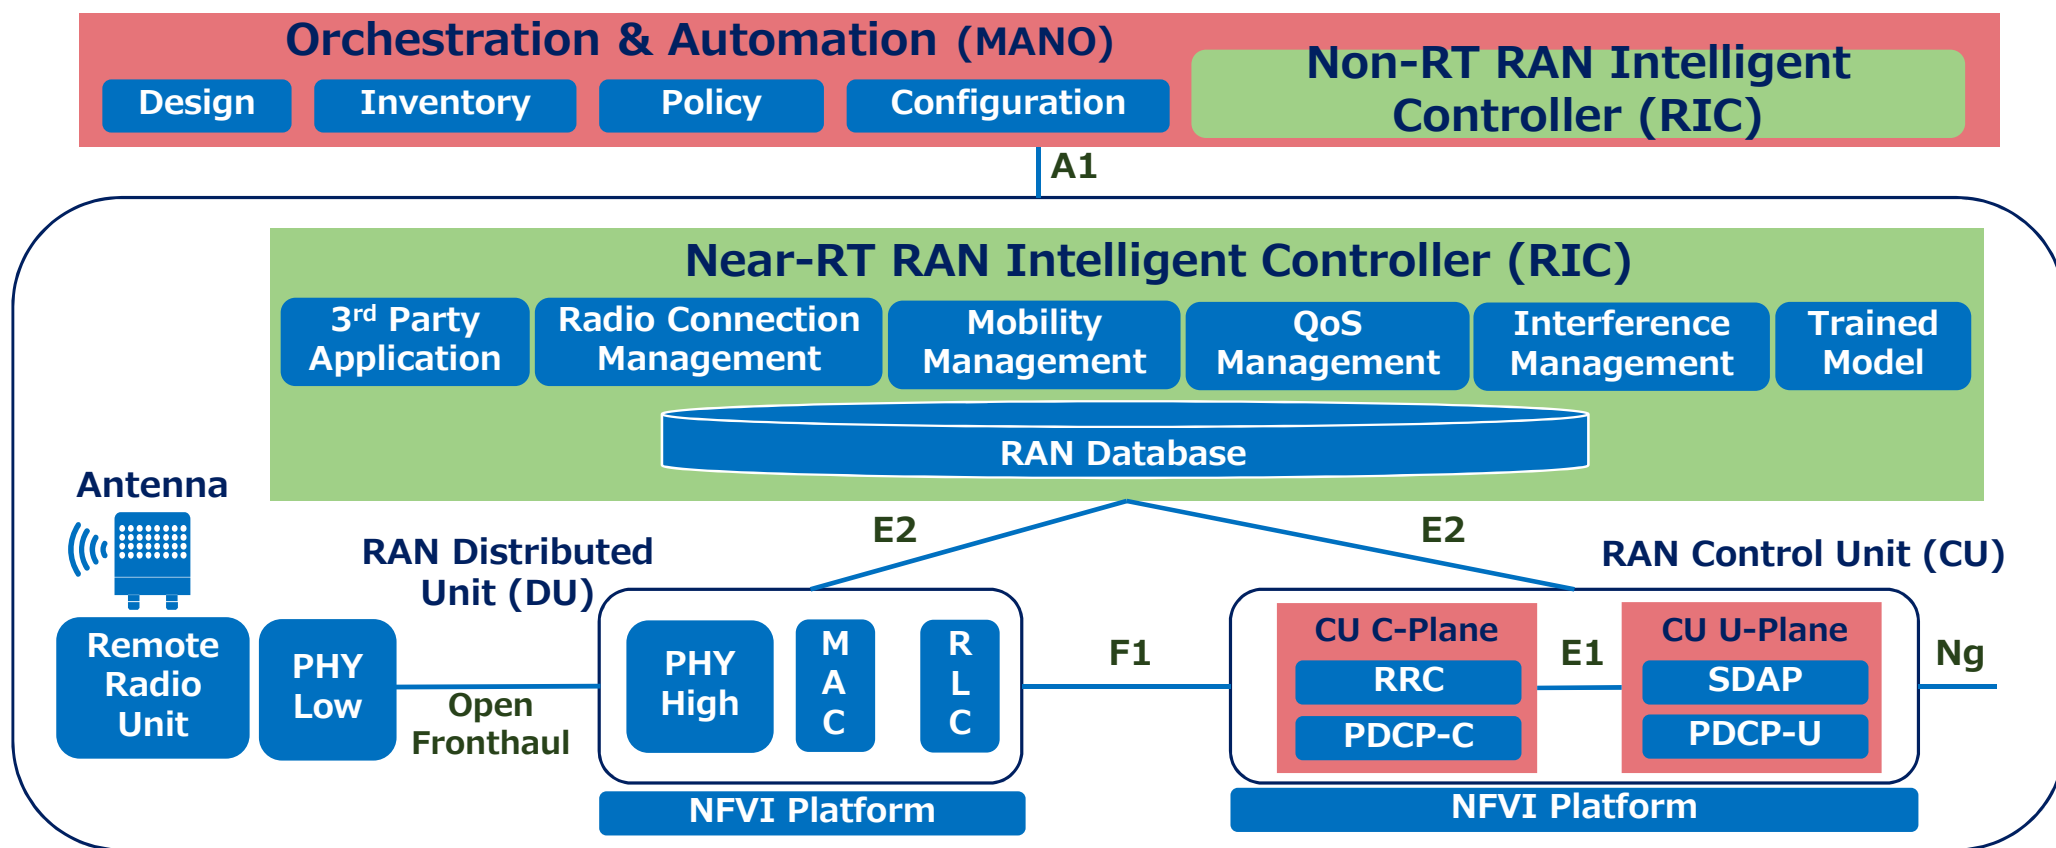 Orchestration & Automation (MANO)
Design
Inventory
Policy
Configuration
Non-RT RAN Intelligent
Controller (RIC)
A1
Near-RT RAN Intelligent Controller (RIC)
3rd Party
Application
Radio Connection
Management
Mobility
Management
QoS
Management
Interference
Management
Trained
Model
RAN Database
Antenna
E2
E2
RAN Distributed
Unit (DU)
RAN Control Unit (CU)
Remote
Radio
Unit
PHY
Low
Open
Fronthaul
PHY
High
M
A
C
R
L
C
F1
CU C-Plane
RRC
PDCP-C
E1
CU U-Plane
SDAP
PDCP-U
Ng
NFVI Platform
NFVI Platform